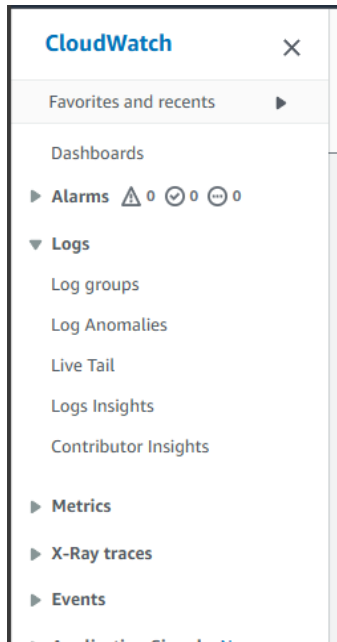 CloudWatch
Favorites and recents
Dashboards
Alarms 0 0 0
Logs
Log groups
Log Anomalies
Live Tail
Logs Insights
Contributor Insights
Metrics
X-Ray traces
Events